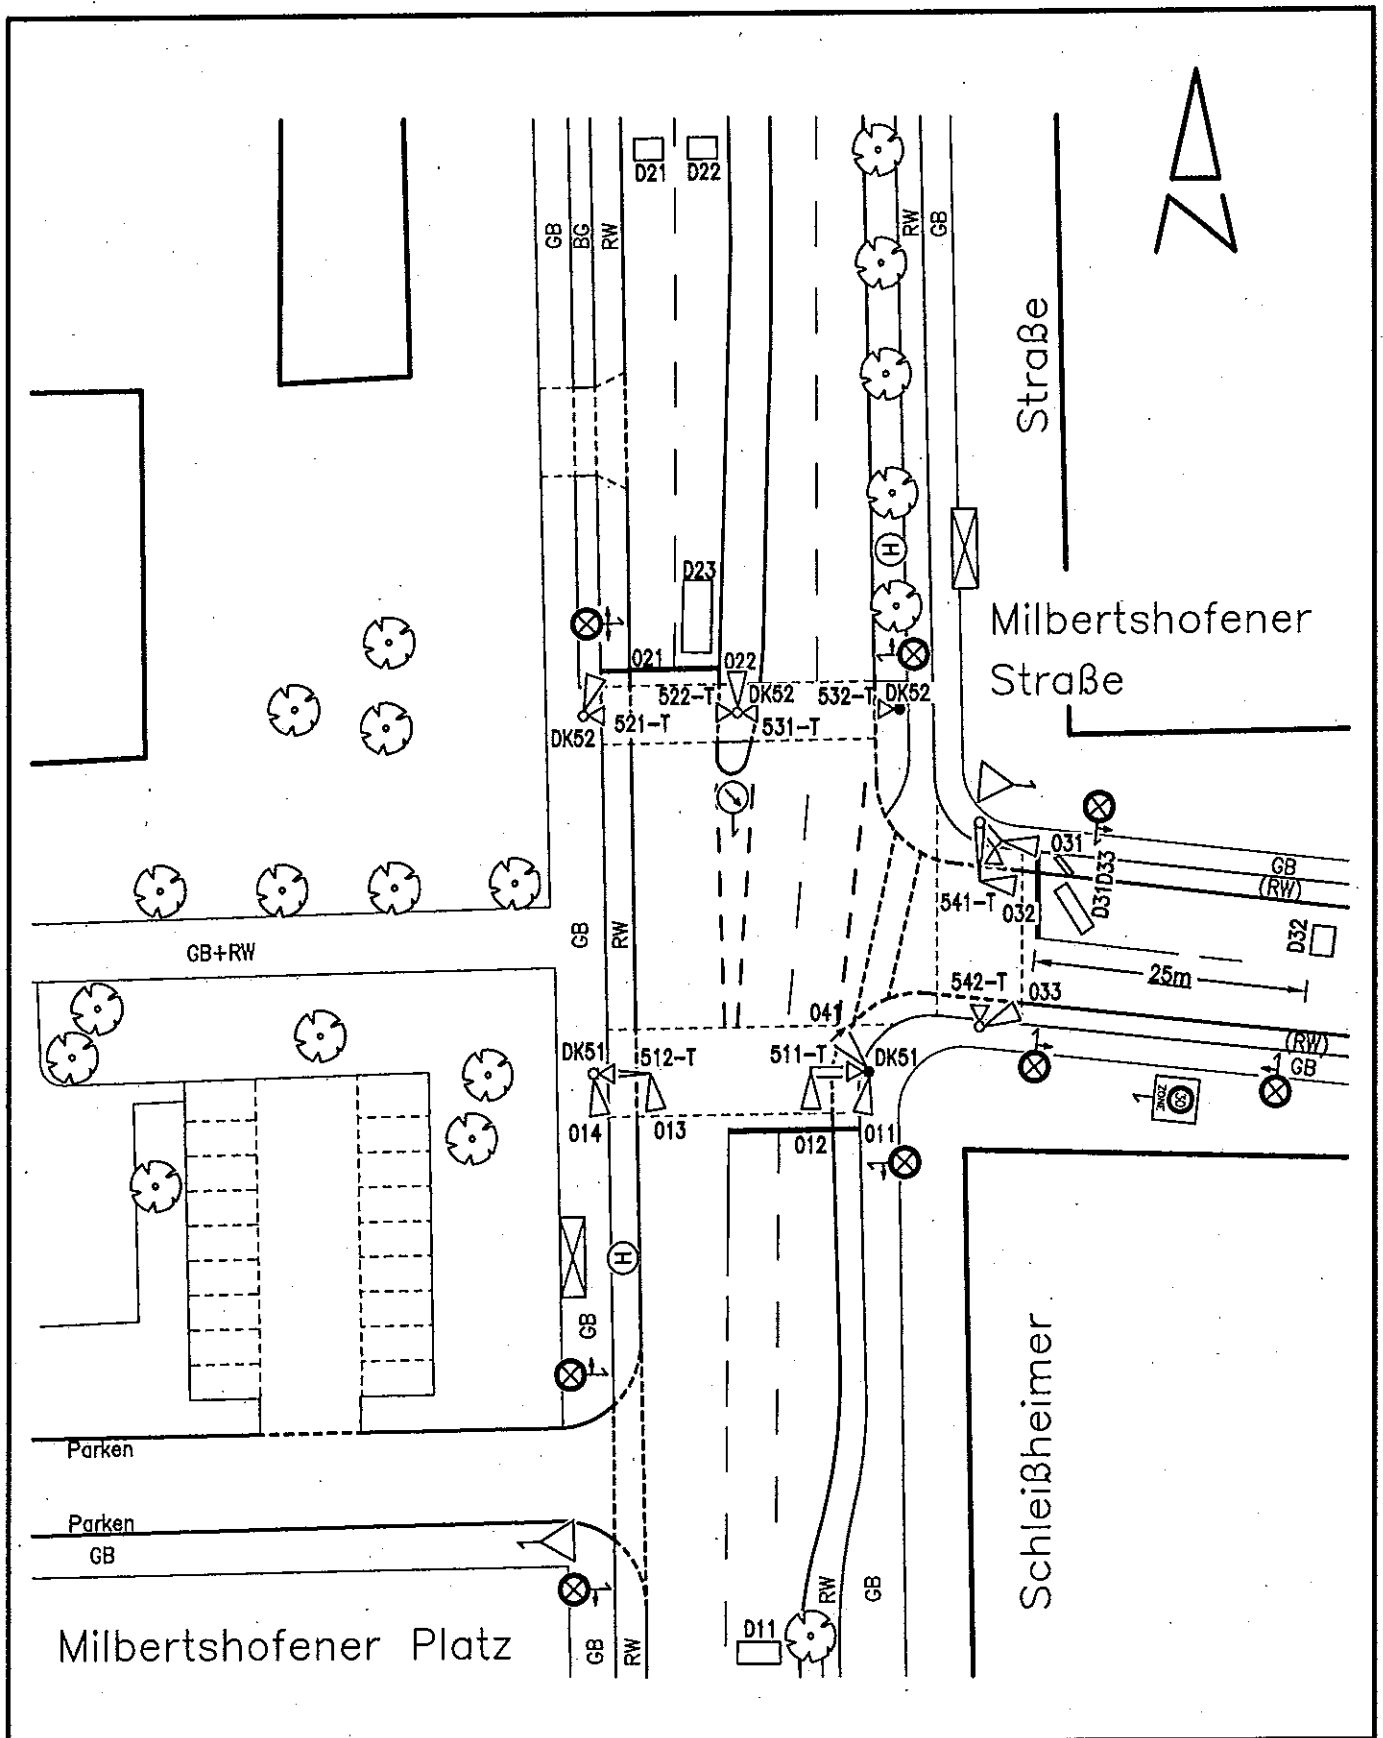 D21
D22
GB
BG
RW
RW
GB
N
Straße
H
D23
Milbertshofener
Straße
021
022
522-T
DK52
532-T
DK52
521-T
531-T
DK52
031
GB
(RW)
D31
D33
541-T
032
D32
GB
RW
GB+RW
25m
542-T
033
041
(RW)
GB
DK51
512-T
511-T
DK51
30
ZONE
014
013
012
011
H
GB
Schleißheimer
Parken
Parken
GB
RW
GB
D11
Milbertshofener Platz
GB
RW